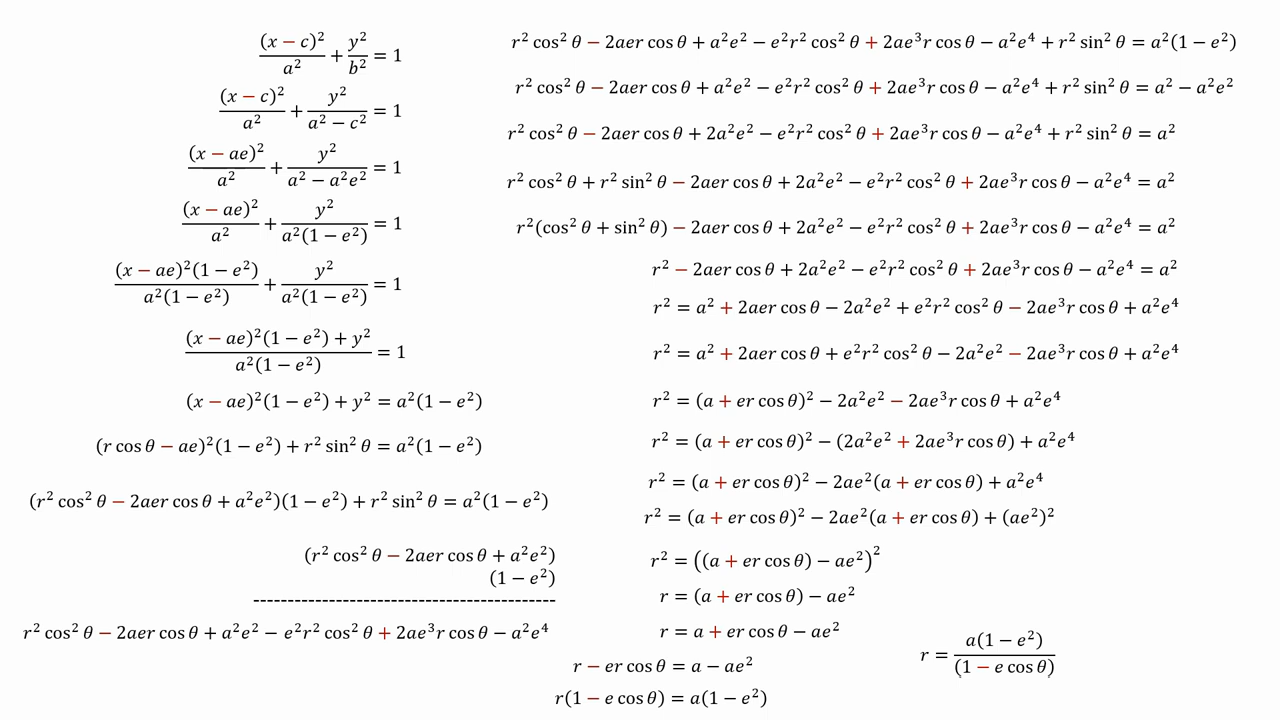 (x − c)²/a² + y²/b² = 1
(x − c)²/a² + y²/(a² − c²) = 1
(x − ae)²/a² + y²/(a² − a²e²) = 1
(x − ae)²/a² + y²/(a²(1 − e²)) = 1
(x − ae)²(1 − e²)/(a²(1 − e²)) + y²/(a²(1 − e²)) = 1
((x − ae)²(1 − e²) + y²)/(a²(1 − e²)) = 1
(x − ae)²(1 − e²) + y² = a²(1 − e²)
(r cos θ − ae)²(1 − e²) + r² sin² θ = a²(1 − e²)
(r² cos² θ − 2aer cos θ + a²e²)(1 − e²) + r² sin² θ = a²(1 − e²)
(r² cos² θ − 2aer cos θ + a²e²)
(1 − e²)
--------------------------------------------
r² cos² θ − 2aer cos θ + a²e² − e²r² cos² θ + 2ae³r cos θ − a²e⁴
r² cos² θ − 2aer cos θ + a²e² − e²r² cos² θ + 2ae³r cos θ − a²e⁴ + r² sin² θ = a²(1 − e²)
r² cos² θ − 2aer cos θ + a²e² − e²r² cos² θ + 2ae³r cos θ − a²e⁴ + r² sin² θ = a² − a²e²
r² cos² θ − 2aer cos θ + 2a²e² − e²r² cos² θ + 2ae³r cos θ − a²e⁴ + r² sin² θ = a²
r² cos² θ + r² sin² θ − 2aer cos θ + 2a²e² − e²r² cos² θ + 2ae³r cos θ − a²e⁴ = a²
r²(cos² θ + sin² θ) − 2aer cos θ + 2a²e² − e²r² cos² θ + 2ae³r cos θ − a²e⁴ = a²
r² − 2aer cos θ + 2a²e² − e²r² cos² θ + 2ae³r cos θ − a²e⁴ = a²
r² = a² + 2aer cos θ − 2a²e² + e²r² cos² θ − 2ae³r cos θ + a²e⁴
r² = a² + 2aer cos θ + e²r² cos² θ − 2a²e² − 2ae³r cos θ + a²e⁴
r² = (a + er cos θ)² − 2a²e² − 2ae³r cos θ + a²e⁴
r² = (a + er cos θ)² − (2a²e² + 2ae³r cos θ) + a²e⁴
r² = (a + er cos θ)² − 2ae²(a + er cos θ) + a²e⁴
r² = (a + er cos θ)² − 2ae²(a + er cos θ) + (ae²)²
r² = ((a + er cos θ) − ae²)²
r = (a + er cos θ) − ae²
r = a + er cos θ − ae²
r − er cos θ = a − ae²
r(1 − e cos θ) = a(1 − e²)
r = a(1 − e²)/(1 − e cos θ)